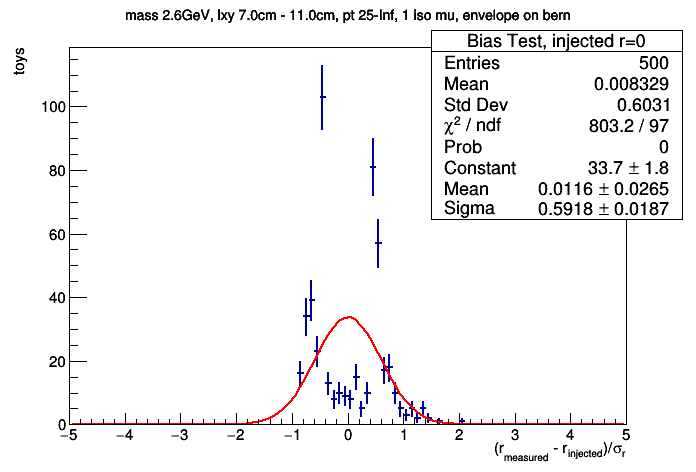 mass 2.6GeV, lxy 7.0cm - 11.0cm, pt 25-Inf, 1 Iso mu, envelope on bern
Bias Test, injected r=0
Entries 500
Mean 0.008329
Std Dev 0.6031
χ² / ndf 803.2 / 97
Prob 0
Constant 33.7 ± 1.8
Mean 0.0116 ± 0.0265
Sigma 0.5918 ± 0.0187
toys
100
80
60
40
20
0
−5 −4 −3 −2 −1 0 1 2 3 4 5
(r_measured - r_injected)/σ_r